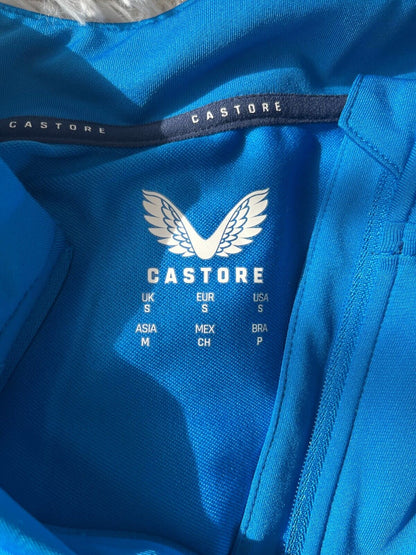 CASTORE CASTORE
CASTORE
UK EUR USA
S S S
ASIA MEX BRA
M CH P